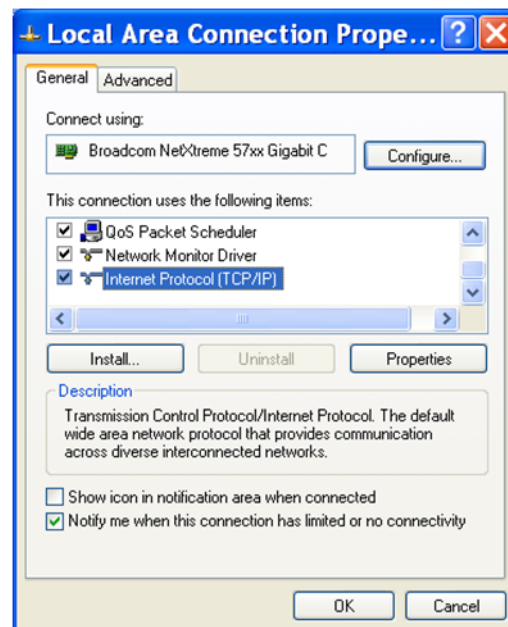 Local Area Connection Prope... ?
General Advanced
Connect using:
Broadcom NetXtreme 57xx Gigabit C Configure...
This connection uses the following items:
QoS Packet Scheduler
Network Monitor Driver
Internet Protocol (TCP/IP)
Install... Uninstall Properties
Description
Transmission Control Protocol/Internet Protocol. The default
wide area network protocol that provides communication
across diverse interconnected networks.
Show icon in notification area when connected
Notify me when this connection has limited or no connectivity
OK Cancel